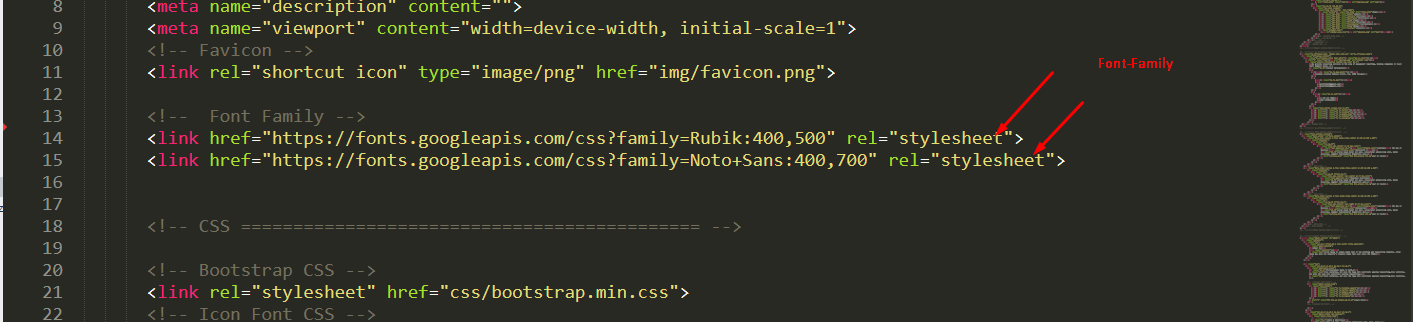 8 <meta name="description" content="">
9 <meta name="viewport" content="width=device-width, initial-scale=1">
10 <!-- Favicon -->
11 <link rel="shortcut icon" type="image/png" href="img/favicon.png">
12
Font-Family
13 <!--  Font Family -->
14 <link href="https://fonts.googleapis.com/css?family=Rubik:400,500" rel="stylesheet">
15 <link href="https://fonts.googleapis.com/css?family=Noto+Sans:400,700" rel="stylesheet">
16
17
18 <!-- CSS ============================================ -->
19
20 <!-- Bootstrap CSS -->
21 <link rel="stylesheet" href="css/bootstrap.min.css">
22 <!-- Icon Font CSS -->